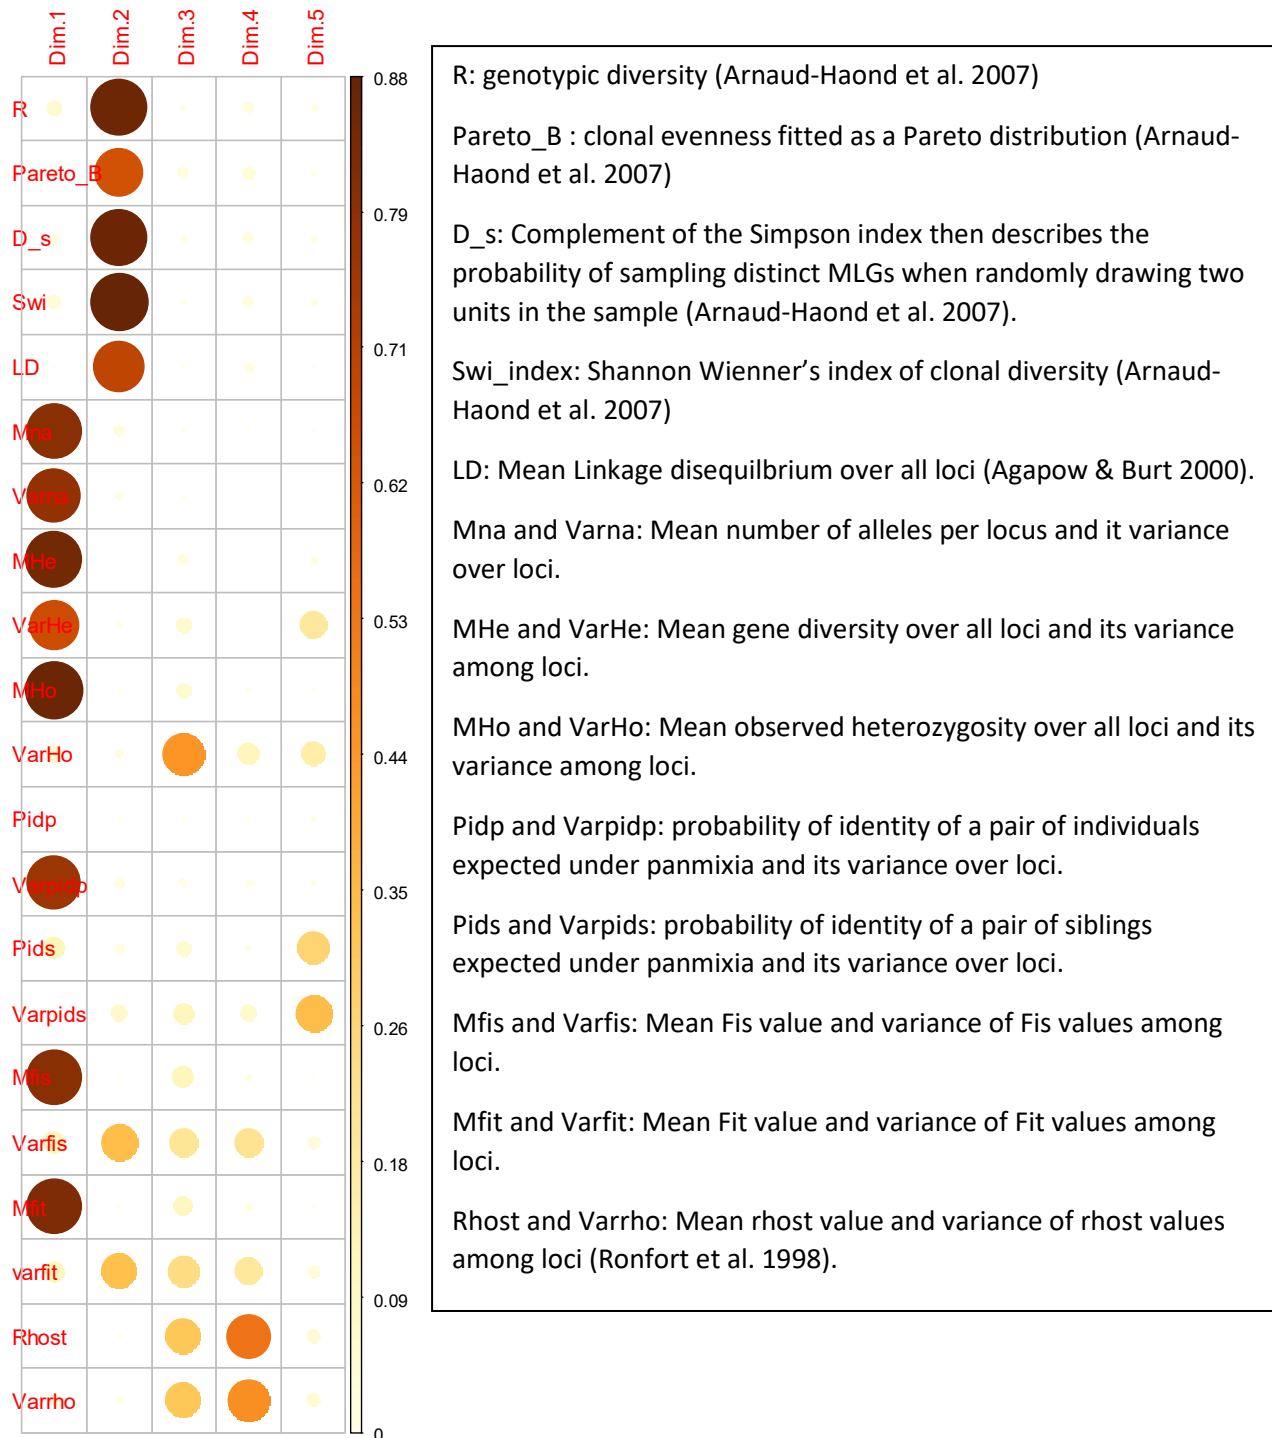 Dim.1
Dim.2
Dim.3
Dim.4
Dim.5
R
Pareto_B
D_s
Swi
LD
Mna
Varna
MHe
VarHe
MHo
VarHo
Pidp
Varpidp
Pids
Varpids
Mfis
Varfis
Mfit
varfit
Rhost
Varrho
0.88
0.79
0.71
0.62
0.53
0.44
0.35
0.26
0.18
0.09
0
R: genotypic diversity (Arnaud-Haond et al. 2007)
Pareto_B : clonal evenness fitted as a Pareto distribution (Arnaud-
Haond et al. 2007)
D_s: Complement of the Simpson index then describes the
probability of sampling distinct MLGs when randomly drawing two
units in the sample (Arnaud-Haond et al. 2007).
Swi_index: Shannon Wienner’s index of clonal diversity (Arnaud-
Haond et al. 2007)
LD: Mean Linkage disequilbrium over all loci (Agapow & Burt 2000).
Mna and Varna: Mean number of alleles per locus and it variance
over loci.
MHe and VarHe: Mean gene diversity over all loci and its variance
among loci.
MHo and VarHo: Mean observed heterozygosity over all loci and its
variance among loci.
Pidp and Varpidp: probability of identity of a pair of individuals
expected under panmixia and its variance over loci.
Pids and Varpids: probability of identity of a pair of siblings
expected under panmixia and its variance over loci.
Mfis and Varfis: Mean Fis value and variance of Fis values among
loci.
Mfit and Varfit: Mean Fit value and variance of Fit values among
loci.
Rhost and Varrho: Mean rhost value and variance of rhost values
among loci (Ronfort et al. 1998).